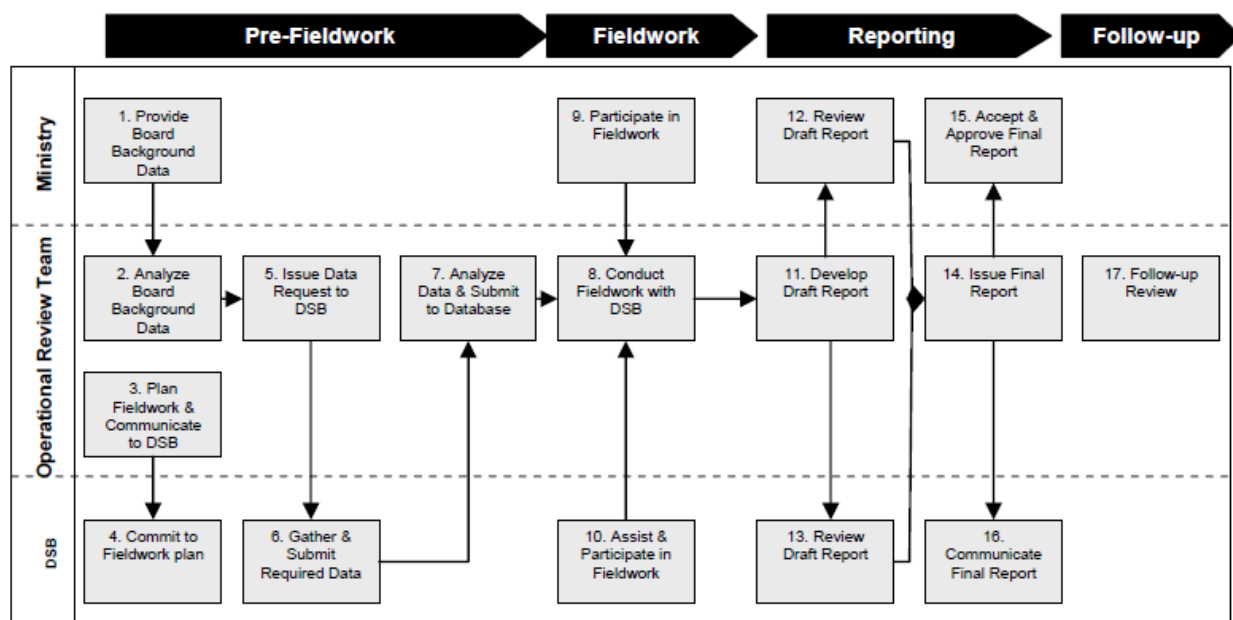 Pre-Fieldwork
Fieldwork
Reporting
Follow-up
Ministry
1. Provide
Board
Background
Data
9. Participate in
Fieldwork
12. Review
Draft Report
15. Accept &
Approve Final
Report
Operational Review Team
2. Analyze
Board
Background
Data
5. Issue Data
Request to
DSB
7. Analyze
Data & Submit
to Database
8. Conduct
Fieldwork with
DSB
11. Develop
Draft Report
14. Issue Final
Report
17. Follow-up
Review
3. Plan
Fieldwork &
Communicate
to DSB
DSB
4. Commit to
Fieldwork plan
6. Gather &
Submit
Required Data
10. Assist &
Participate in
Fieldwork
13. Review
Draft Report
16.
Communicate
Final Report